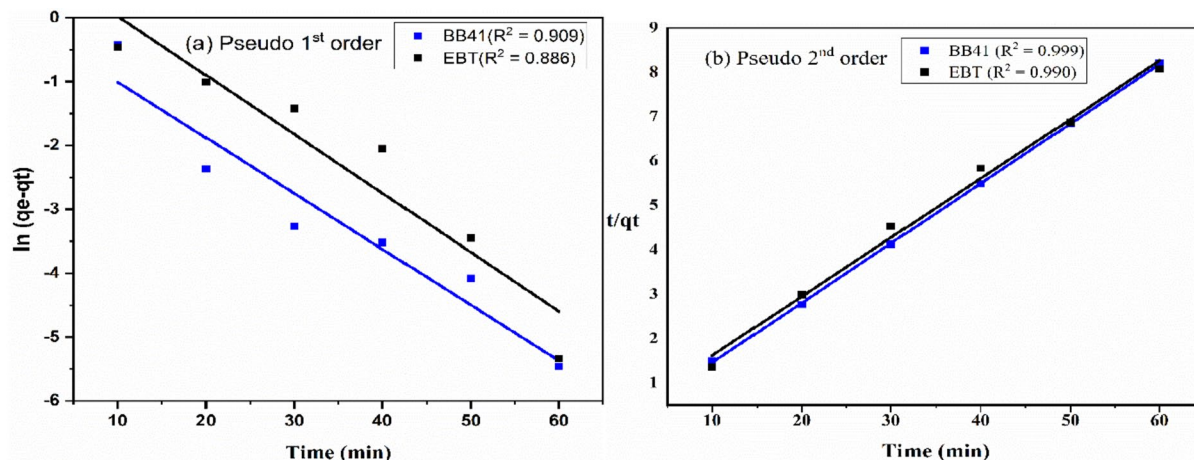 (a) Pseudo 1st order
BB41(R² = 0.909)
EBT(R² = 0.886)
0
-1
-2
-3
-4
-5
-6
ln (qe-qt)
10 20 30 40 50 60
Time (min)
(b) Pseudo 2nd order
BB41 (R² = 0.999)
EBT (R² = 0.990)
9
8
7
6
5
4
3
2
1
t/qt
10 20 30 40 50 60
Time (min)